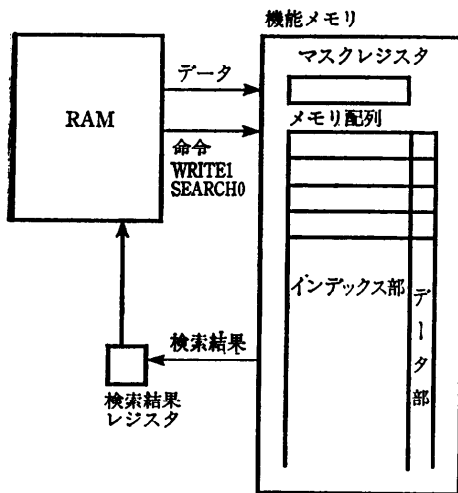 機能メモリ
マスクレジスタ
データ
RAM
メモリ配列
命令
WRITE1
SEARCH0
インデックス部
データ部
検索結果
検索結果
レジスタ